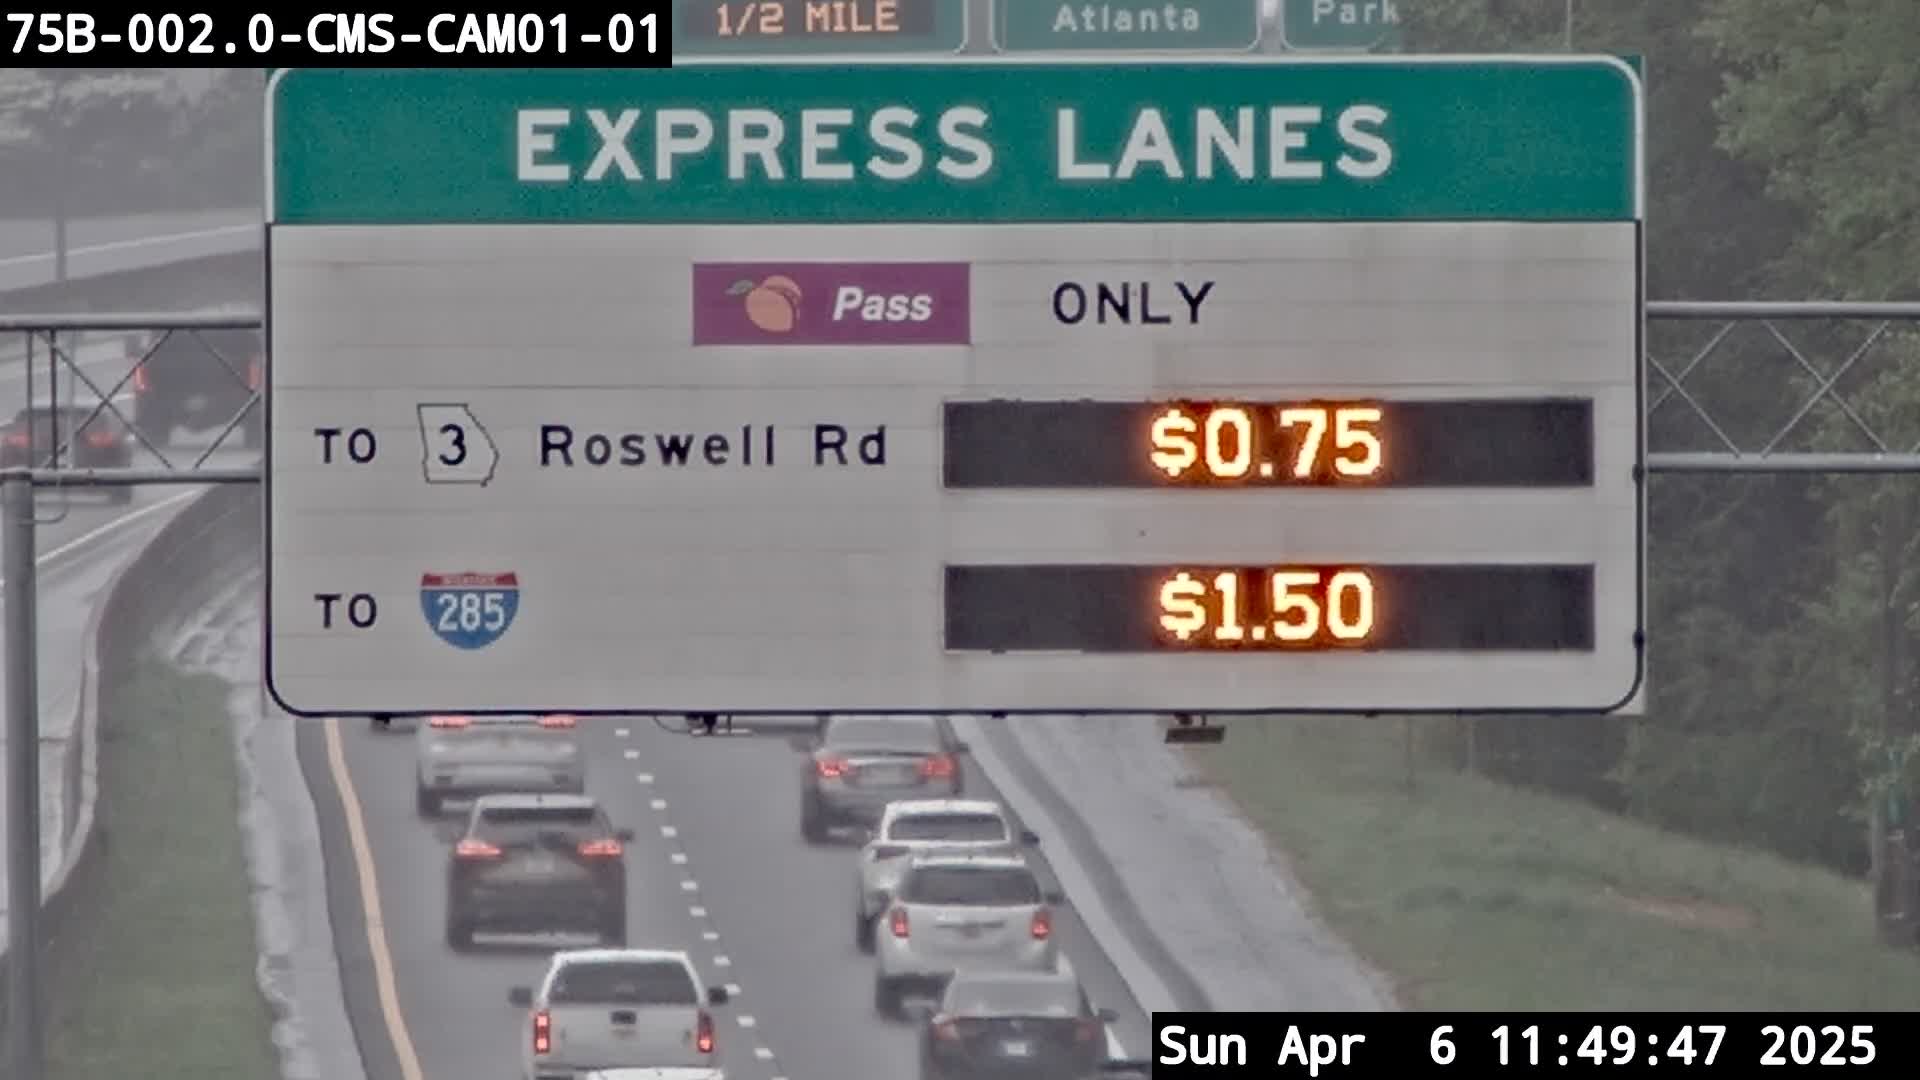 75B-002.0-CMS-CAM01-01
1/2 MILE
Atlanta
Park
EXPRESS LANES
Pass ONLY
TO 3 Roswell Rd $0.75
TO 285 $1.50
Sun Apr 6 11:49:47 2025